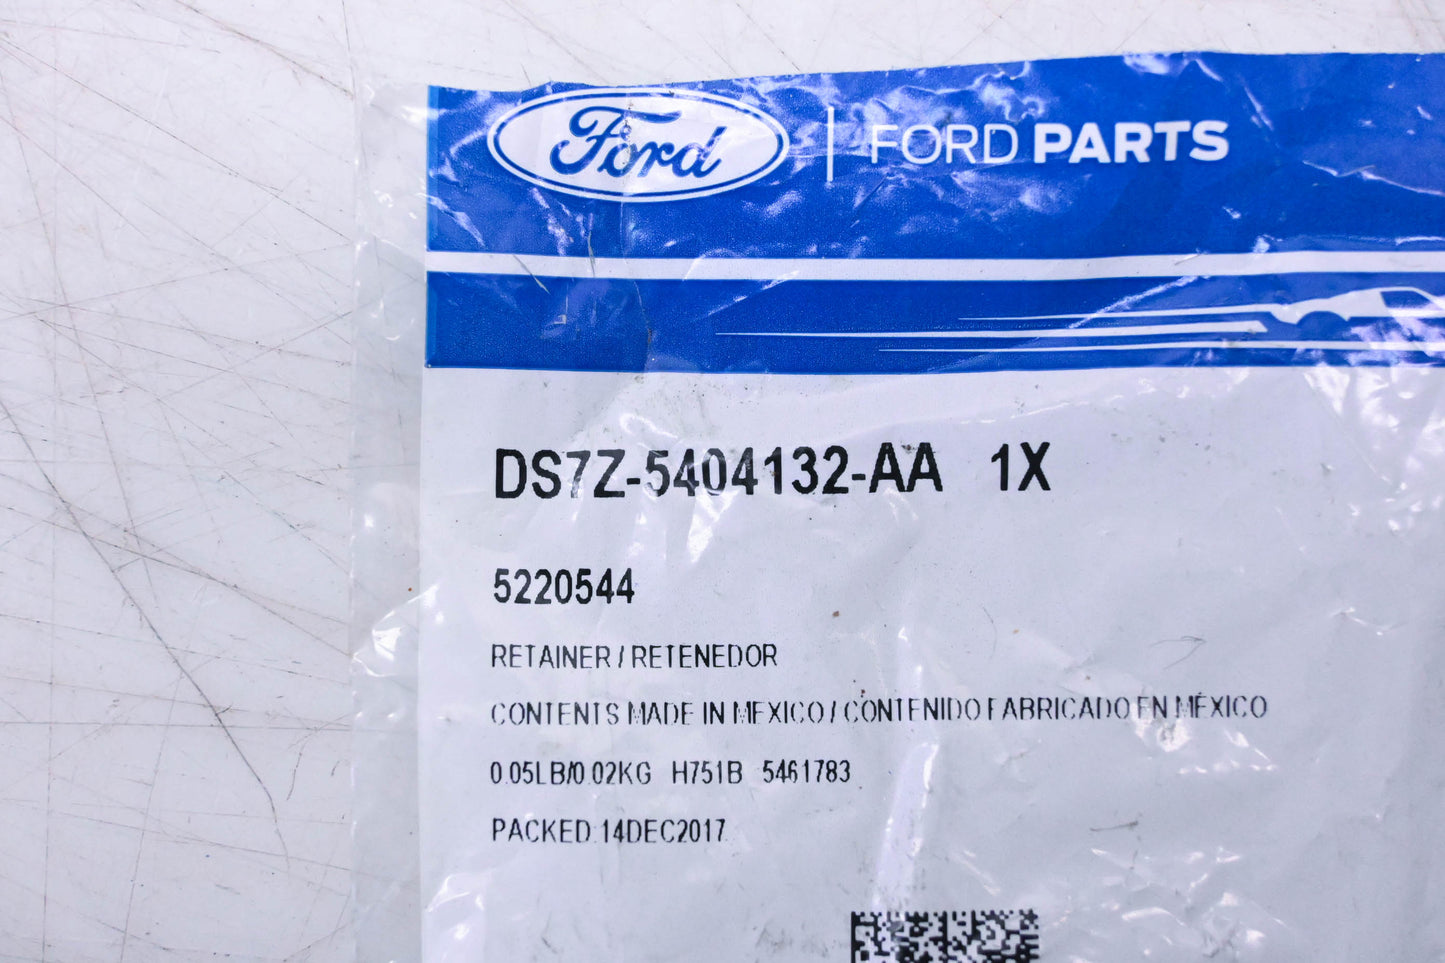 Ford | FORD PARTS
DS7Z-5404132-AA 1X
5220544
RETAINER / RETENEDOR
CONTENTS MADE IN MEXICO / CONTENIDO FABRICADO EN MÉXICO
0.05LB/0.02KG H751B 5461783
PACKED:14DEC2017